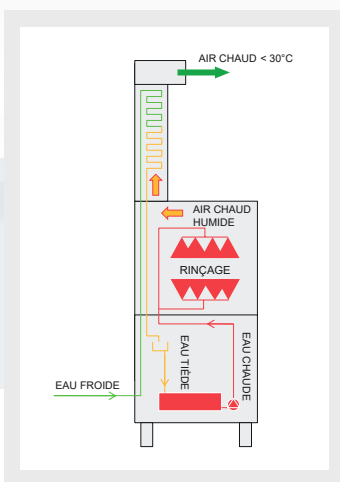 AIR CHAUD < 30°C
AIR CHAUD
HUMIDE
RINÇAGE
EAU TIÈDE
EAU CHAUDE
EAU FROIDE